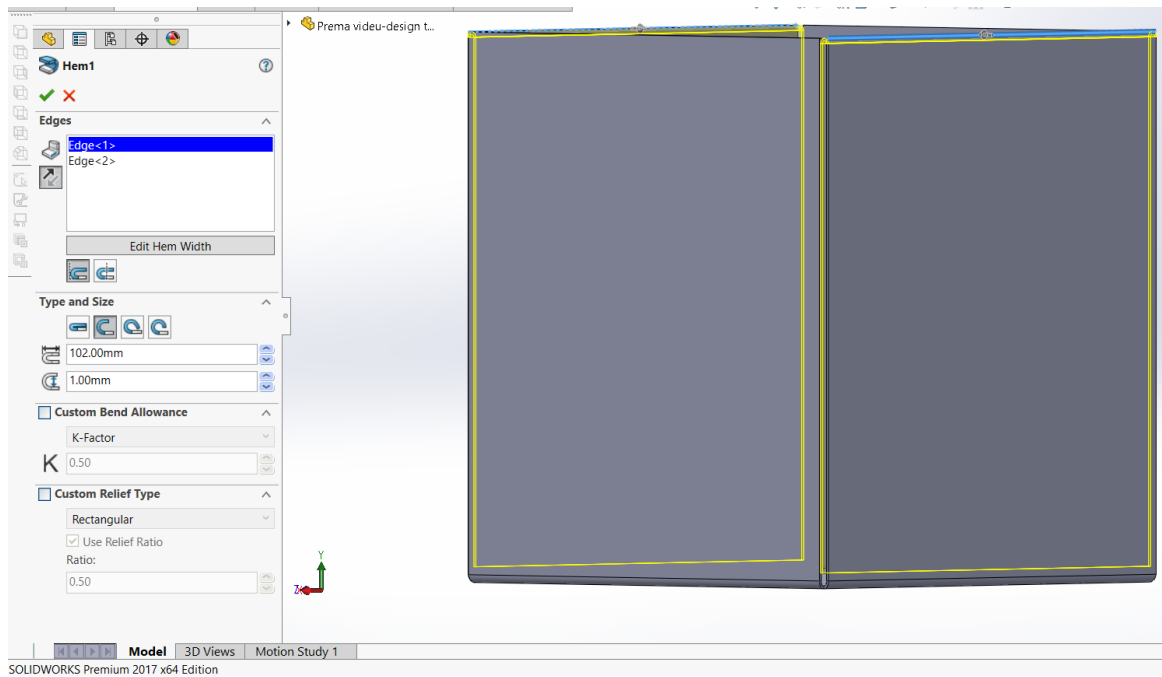 Prema videu-design t...
Hem1
Edges
Edge<1>
Edge<2>
Edit Hem Width
Type and Size
102.00mm
1.00mm
Custom Bend Allowance
K-Factor
K 0.50
Custom Relief Type
Rectangular
Use Relief Ratio
Ratio:
0.50
Y
Z
Model 3D Views Motion Study 1
SOLIDWORKS Premium 2017 x64 Edition